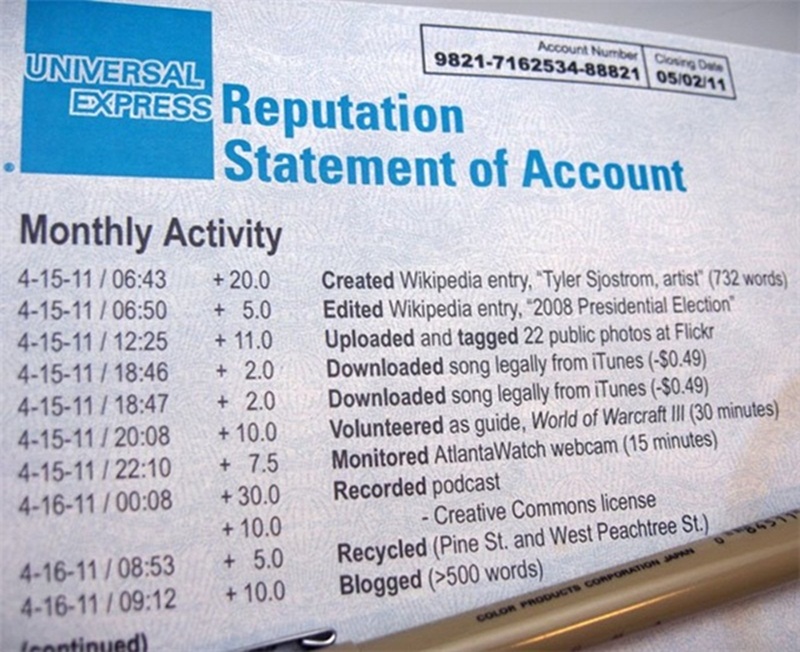 UNIVERSAL
EXPRESS
Account Number
9821-7162534-88821
Closing Date
05/02/11
Reputation
Statement of Account
Monthly Activity
4-15-11 / 06:43 + 20.0 Created Wikipedia entry, “Tyler Sjostrom, artist” (732 words)
4-15-11 / 06:50 + 5.0 Edited Wikipedia entry, “2008 Presidential Election”
4-15-11 / 12:25 + 11.0 Uploaded and tagged 22 public photos at Flickr
4-15-11 / 18:46 + 2.0 Downloaded song legally from iTunes (-$0.49)
4-15-11 / 18:47 + 2.0 Downloaded song legally from iTunes (-$0.49)
4-15-11 / 20:08 + 10.0 Volunteered as guide, World of Warcraft III (30 minutes)
4-15-11 / 22:10 + 7.5 Monitored AtlantaWatch webcam (15 minutes)
4-16-11 / 00:08 + 30.0 Recorded podcast
+ 10.0 - Creative Commons license
4-16-11 / 08:53 + 5.0 Recycled (Pine St. and West Peachtree St.)
4-16-11 / 09:12 + 10.0 Blogged (>500 words)
(continued)
COLOR PRODUCTS CORPORATION JAPAN